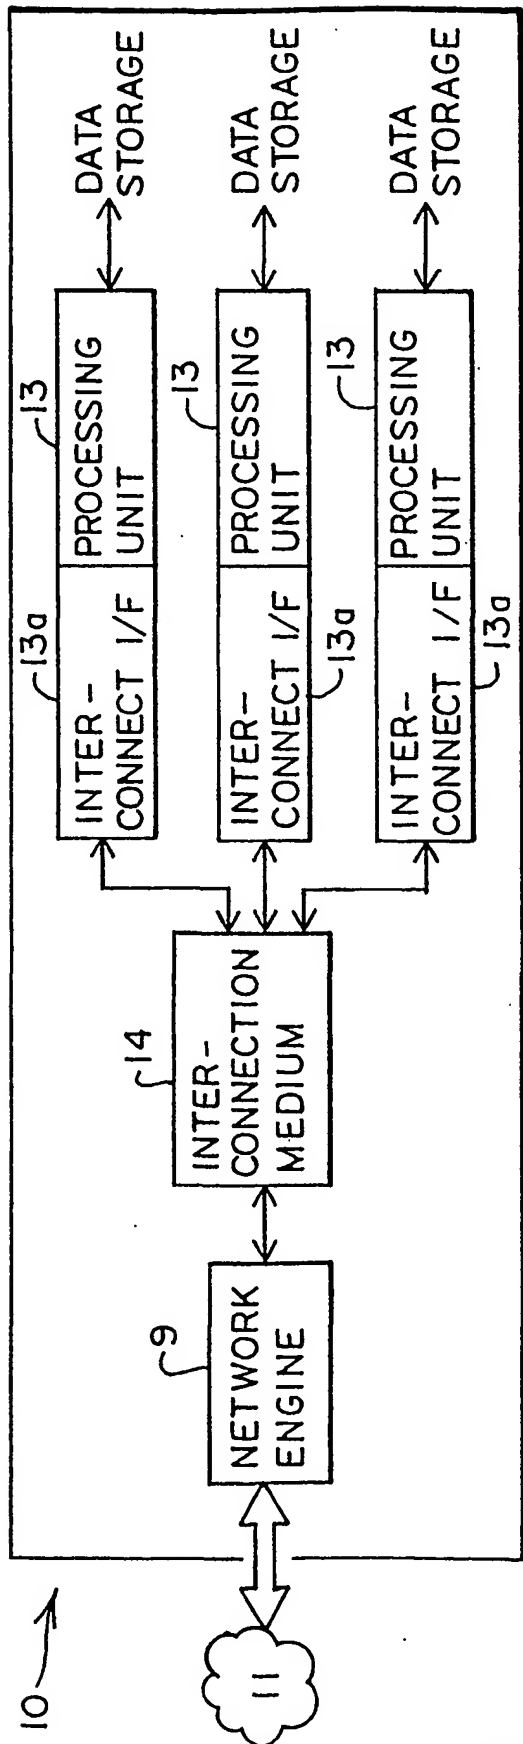 10
11
9
NETWORK
ENGINE
14
INTER-
CONNECTION
MEDIUM
13a
INTER-
CONNECT I/F
13
PROCESSING
UNIT
DATA
STORAGE
13a
INTER-
CONNECT I/F
13
PROCESSING
UNIT
DATA
STORAGE
13a
INTER-
CONNECT I/F
13
PROCESSING
UNIT
DATA
STORAGE